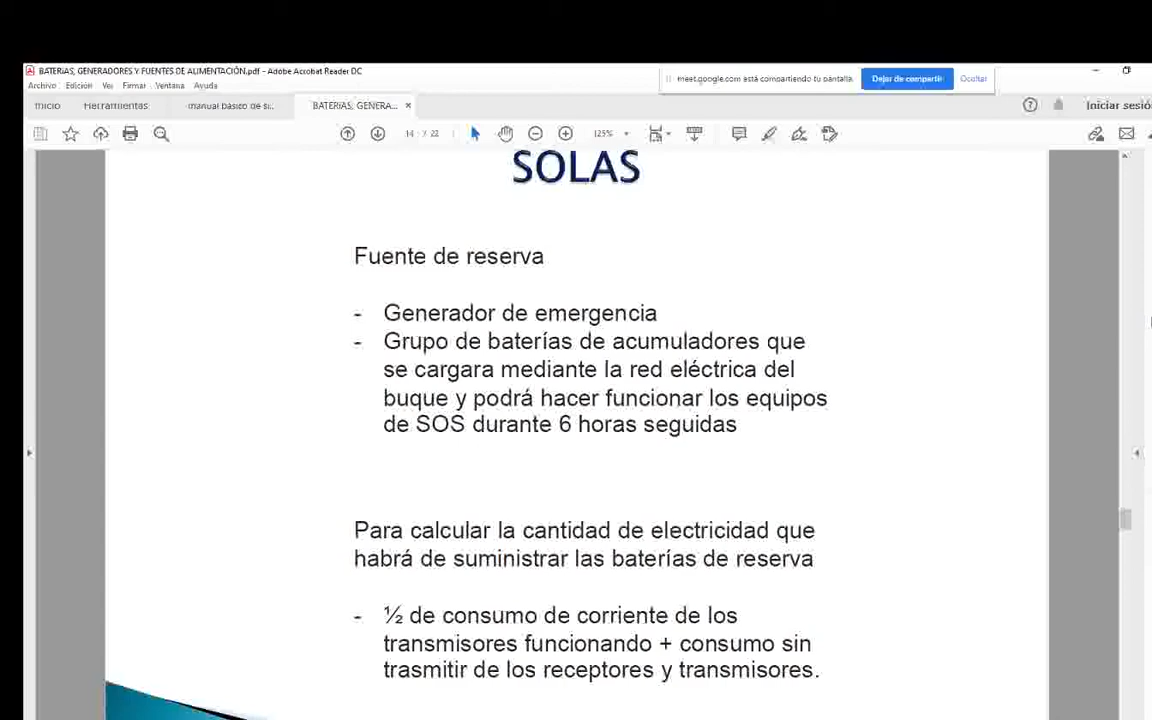 BATERIAS, GENERADORES Y FUENTES DE ALIMENTACIÓN.pdf - Adobe Acrobat Reader DC
Archivo Edición Ver Firmar Ventana Ayuda
meet.google.com está compartiendo tu pantalla.
Dejar de compartir
Ocultar
Inicio
Herramientas
manual basico de si...
BATERIAS, GENERA...
Iniciar sesió
14 / 22
125%
SOLAS
Fuente de reserva
- Generador de emergencia
- Grupo de baterías de acumuladores que
se cargara mediante la red eléctrica del
buque y podrá hacer funcionar los equipos
de SOS durante 6 horas seguidas
Para calcular la cantidad de electricidad que
habrá de suministrar las baterías de reserva
- ½ de consumo de corriente de los
transmisores funcionando + consumo sin
trasmitir de los receptores y transmisores.